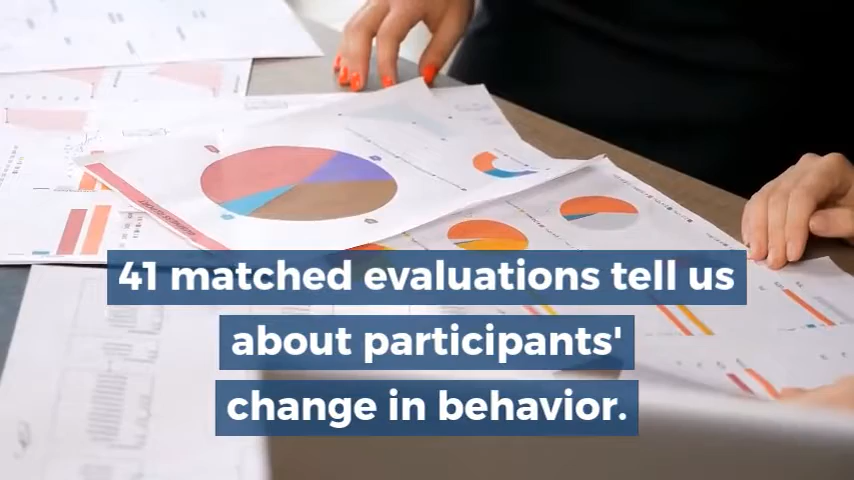 41 matched evaluations tell us
about participants'
change in behavior.